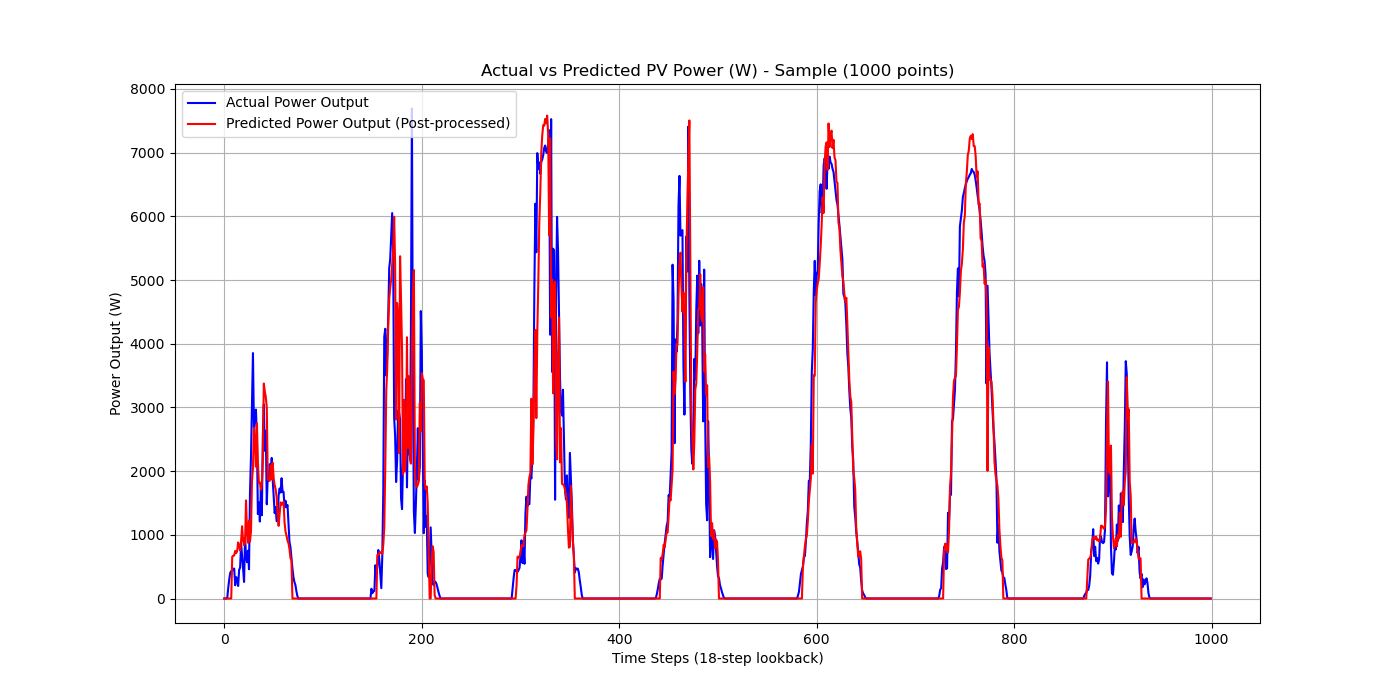 Actual vs Predicted PV Power (W) - Sample (1000 points)
Actual Power Output
Predicted Power Output (Post-processed)
Power Output (W)
8000
7000
6000
5000
4000
3000
2000
1000
0
0 200 400 600 800 1000
Time Steps (18-step lookback)